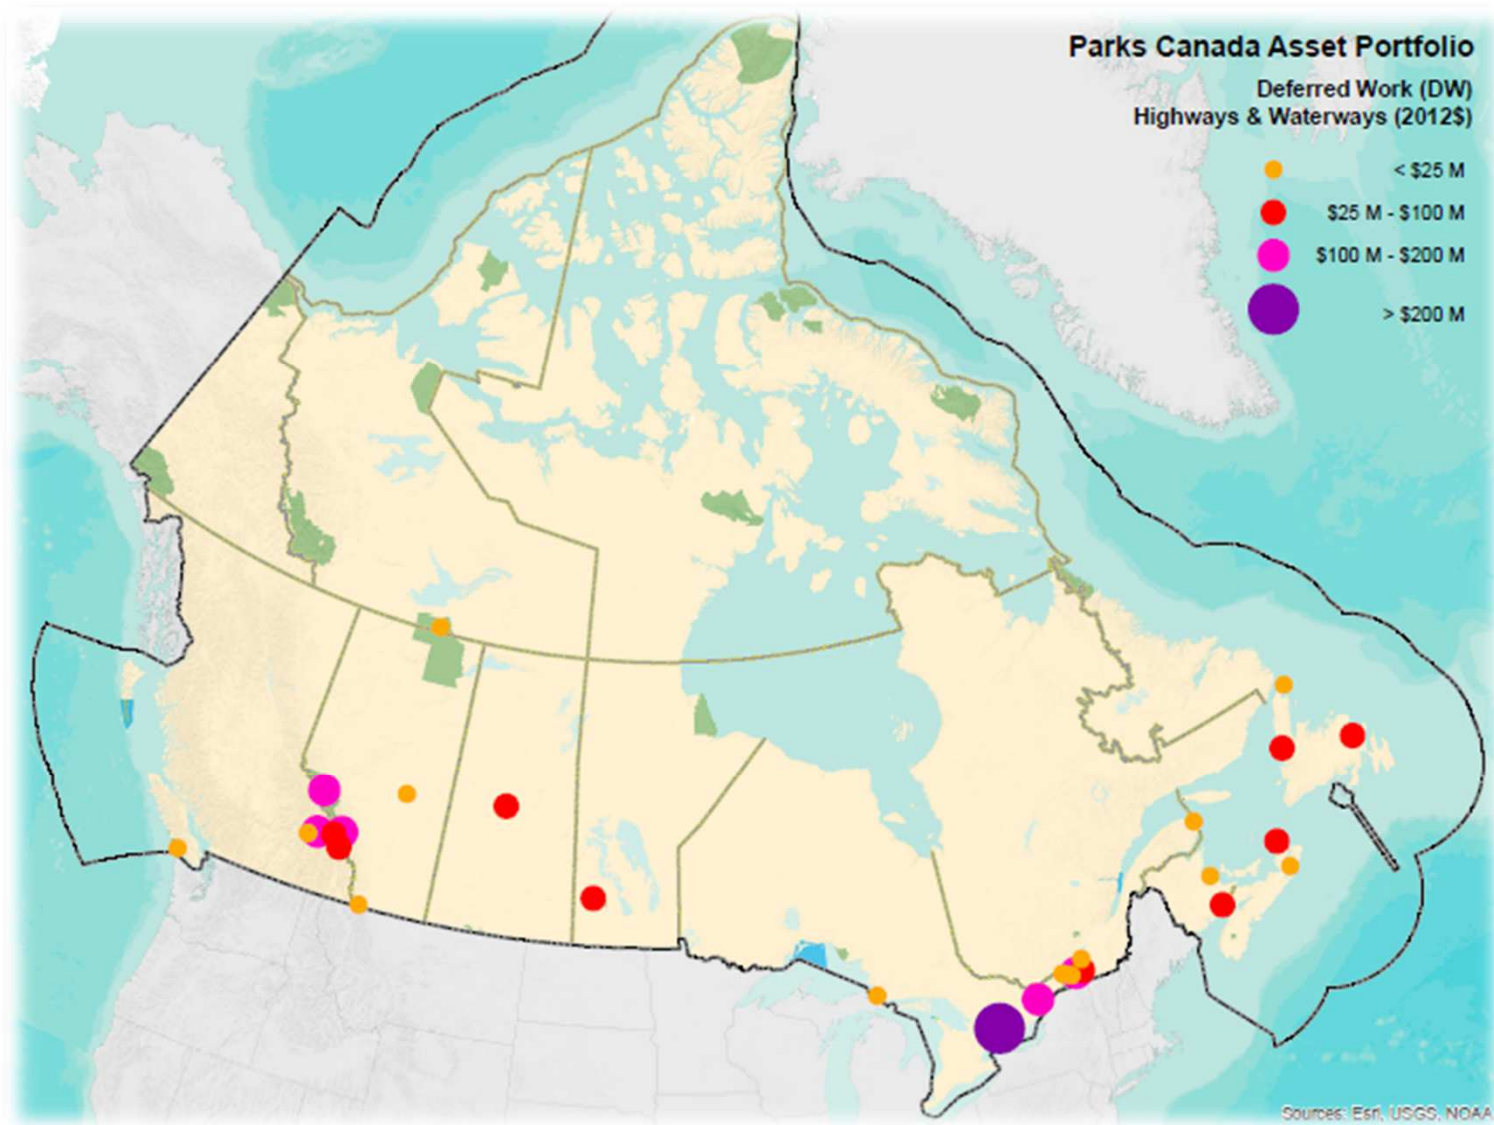 Parks Canada Asset Portfolio
Deferred Work (DW)
Highways & Waterways (2012$)
< $25 M
$25 M - $100 M
$100 M - $200 M
> $200 M
Sources: Esri, USGS, NOAA